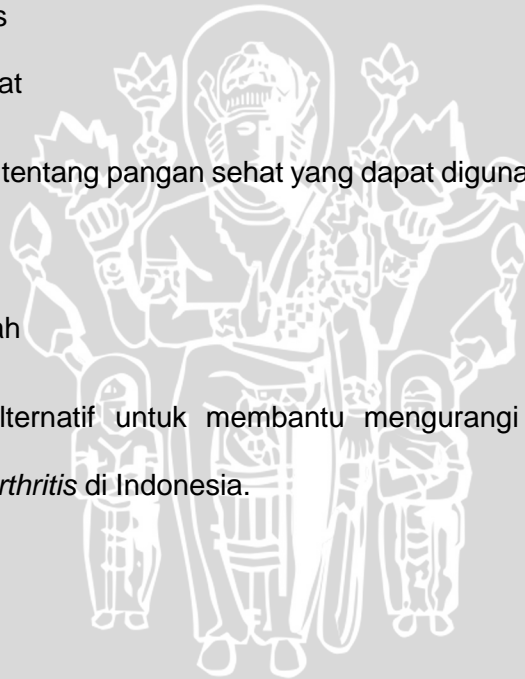 s
at
tentang pangan sehat yang dapat diguna
ah
lternatif untuk membantu mengurangi
rthritis di Indonesia.